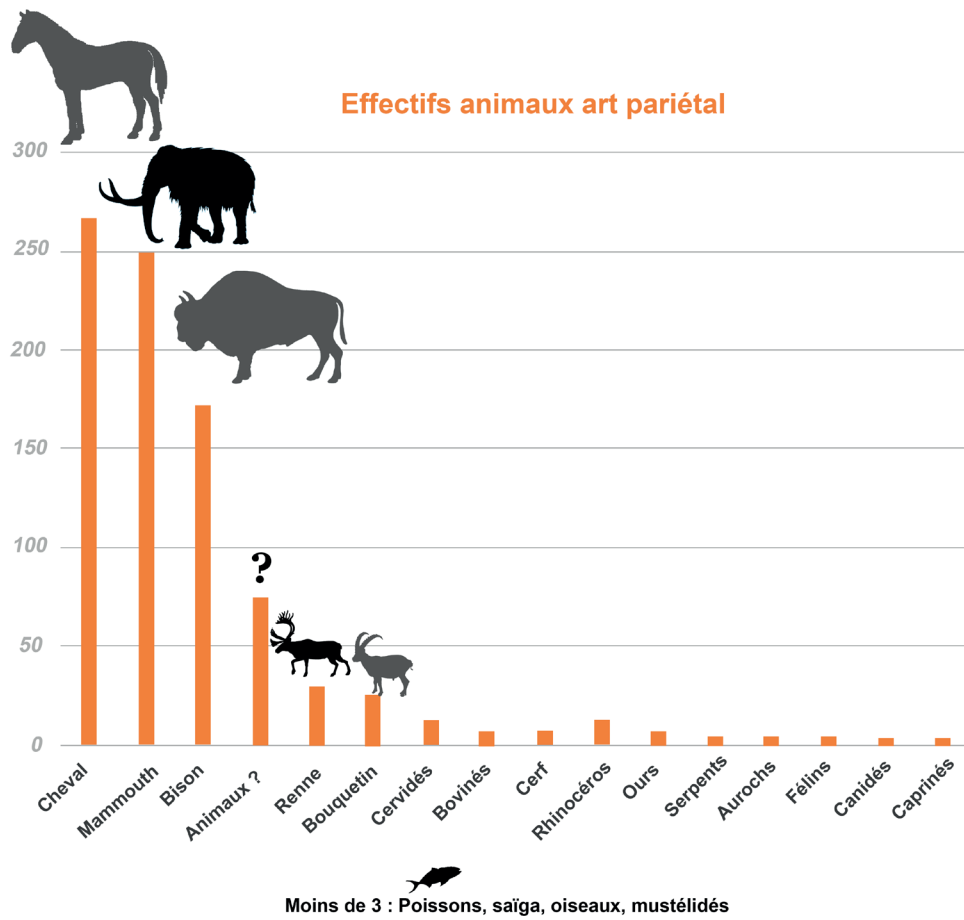 Effectifs animaux art pariétal
300
250
200
150
100
50
0
?
Cheval
Mammouth
Bison
Animaux ?
Renne
Bouquetin
Cervidés
Bovinés
Cerf
Rhinocéros
Ours
Serpents
Aurochs
Félins
Canidés
Caprinés
Moins de 3 : Poissons, saïga, oiseaux, mustélidés